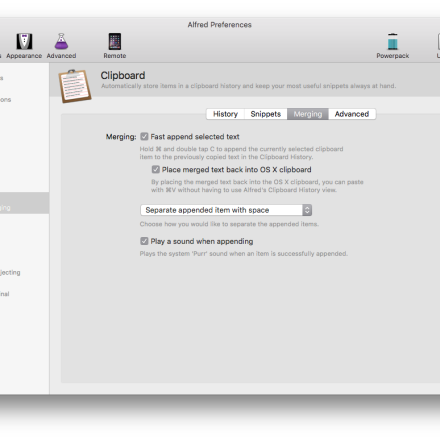 Alfred Preferences
Appearance
Advanced
Remote
Powerpack
Clipboard
Automatically store items in a clipboard history and keep your most useful snippets always at hand.
History
Snippets
Merging
Advanced
Merging:
Fast append selected text
Hold ⌘ and double tap C to append the currently selected clipboard
item to the previously copied text in the Clipboard History.
Place merged text back into OS X clipboard
By placing the merged text back into the OS X clipboard, you can paste
with ⌘V without having to use Alfred's Clipboard History view.
Separate appended item with space
Choose how you would like to separate the appended items.
Play a sound when appending
Plays the system 'Purr' sound when an item is successfully appended.